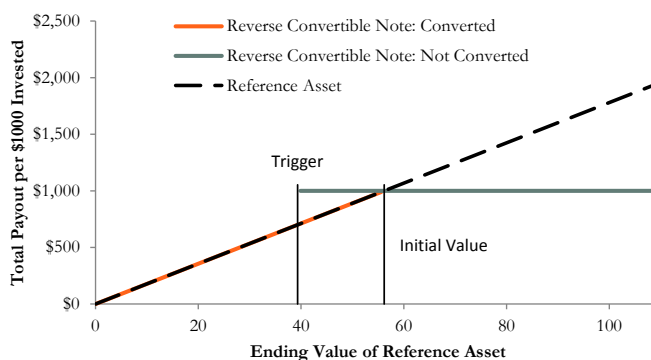 $2,500
$2,000
$1,500
$1,000
$500
$0
Total Payout per $1000 Invested
Reverse Convertible Note: Converted
Reverse Convertible Note: Not Converted
Reference Asset
Trigger
Initial Value
0 20 40 60 80 100
Ending Value of Reference Asset